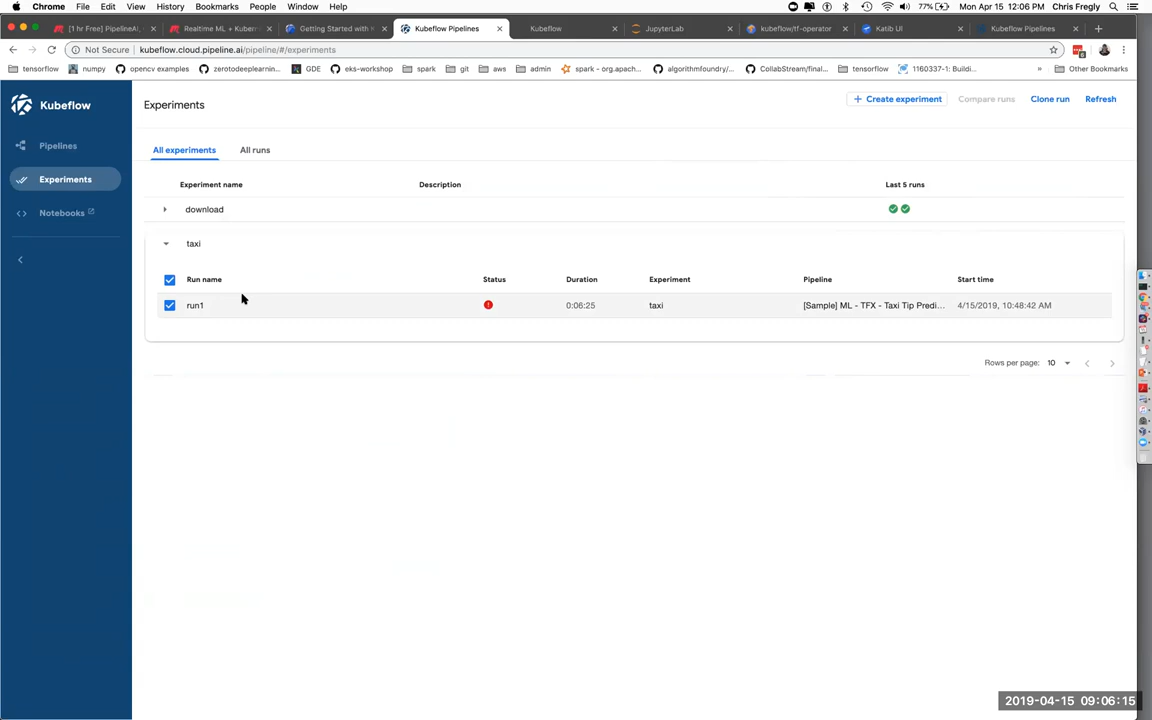 Chrome File Edit View History Bookmarks People Window Help 77% Mon Apr 15 12:06 PM Chris Fregly
[1 hr Free] PipelineAI, Realtime ML + Kubern Getting Started with K Kubeflow Pipelines Kubeflow JupyterLab kubeflow/tf-operator Katib UI Kubeflow Pipelines
Not Secure kubeflow.cloud.pipeline.ai/pipeline/#/experiments
tensorflow numpy opencv examples zerotodeeplearnin... GDE eks-workshop spark git aws admin spark - org.apach... algorithmfoundry/... CollabStream/final... tensorflow 1160337-1: Buildi... » Other Bookmarks
Kubeflow
Pipelines
Experiments
Notebooks
Experiments
+ Create experiment Compare runs Clone run Refresh
All experiments All runs
Experiment name Description Last 5 runs
download
taxi
Run name Status Duration Experiment Pipeline Start time
run1 0:06:25 taxi [Sample] ML - TFX - Taxi Tip Predi... 4/15/2019, 10:48:42 AM
Rows per page: 10
2019-04-15 09:06:15